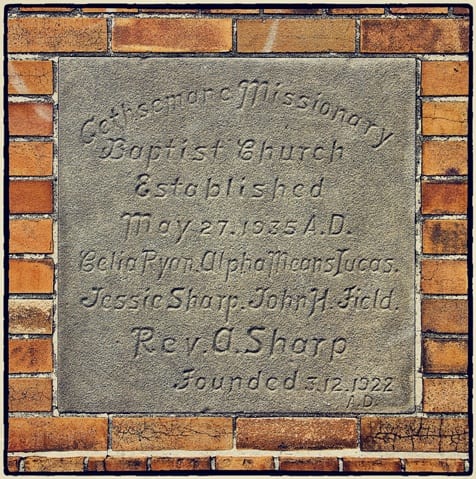 Gethsemane Missionary
Baptist Church
Established
May 27. 1935 A.D.
Celia Ryan. Alpha Means Lucas.
Jessie Sharp. John H. Field.
Rev. A. Sharp
Founded 3.12.1922
A.D.